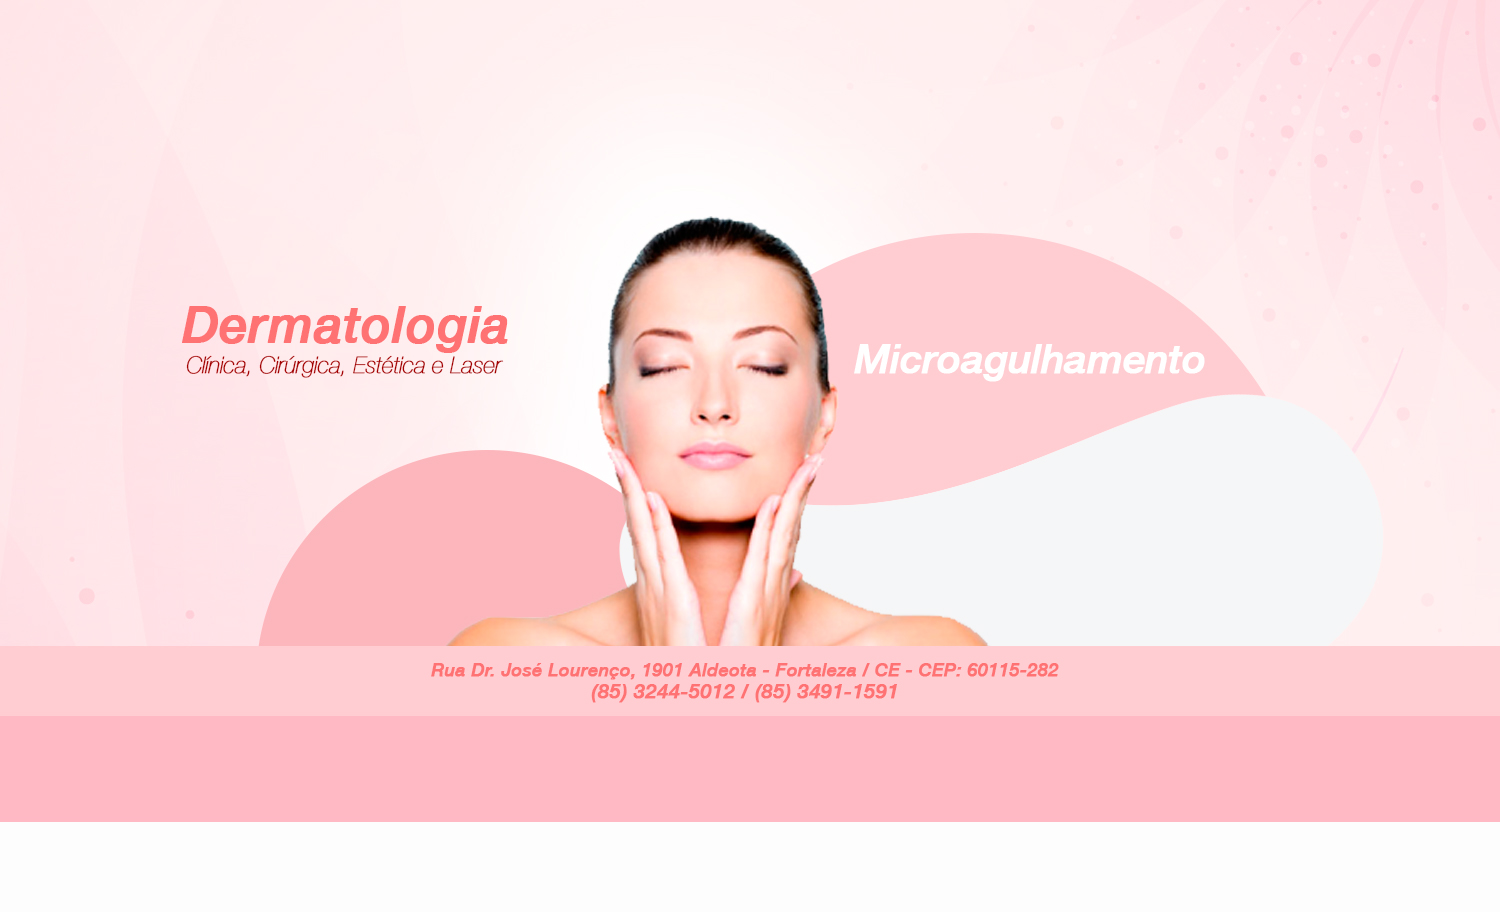 Dermatologia
Clínica, Cirúrgica, Estética e Laser
Microagulhamento
Rua Dr. José Lourenço, 1901 Aldeota - Fortaleza / CE - CEP: 60115-282
(85) 3244-5012 / (85) 3491-1591